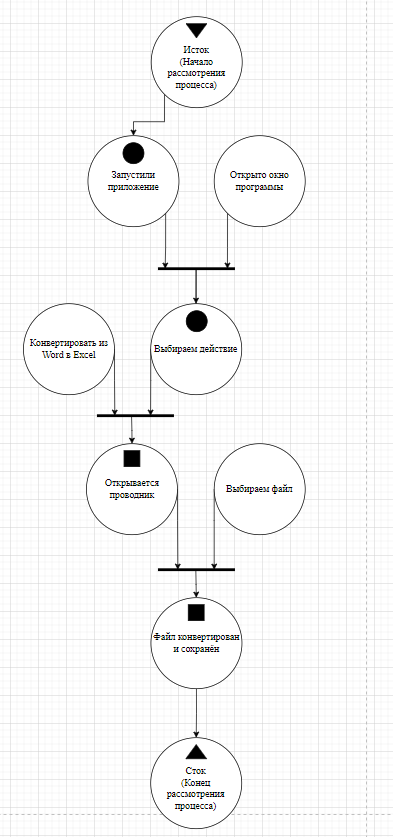 Исток
(Начало
рассмотрения
процесса)
Запустили
приложение
Открыто окно
программы
Конвертировать из
Word в Excel
Выбираем действие
Открывается
проводник
Выбираем файл
Файл конвертирован
и сохранён
Сток
(Конец
рассмотрения
процесса)